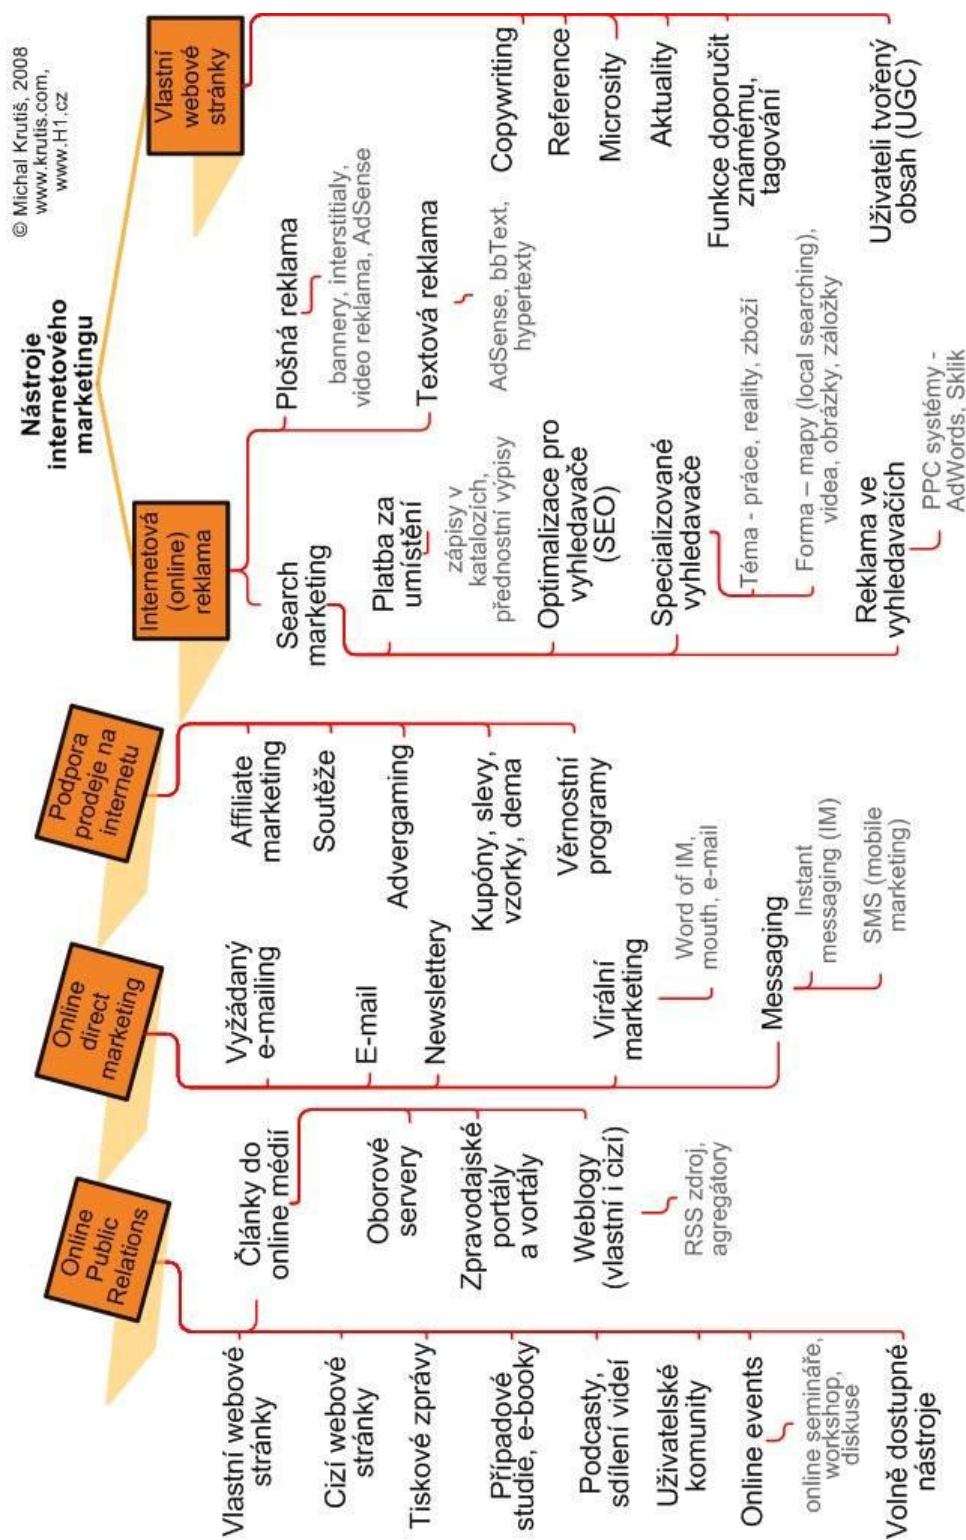 Nástroje
internetového
marketingu
© Michal Krutiš, 2008
www.krutis.com,
www.H1.cz
Online
Public
Relations
Vlastní webové
stránky
Cizí webové
stránky
Tiskové zprávy
Případové
studie, e-booky
Podcasty,
sdílení videí
Uživatelské
komunity
Online events
online semináře,
workshop,
diskuse
Volně dostupné
nástroje
Články do
online médií
Oborové
servery
Zpravodajské
portály
a vortály
Weblogy
(vlastní i cizí)
RSS zdroj,
agregátory
Online
direct
marketing
Vyžádaný
e-mailing
E-mail
Newslettery
Virální
marketing
Word of IM,
mouth, e-mail
Messaging
Instant
messaging (IM)
SMS (mobile
marketing)
Podpora
prodeje na
internetu
Affiliate
marketing
Soutěže
Advergaming
Kupóny, slevy,
vzorky, dema
Věrnostní
programy
Internetová
(online)
reklama
Search
marketing
Platba za
umístění
zápisy v
katalozích,
přednostní výpisy
Optimalizace pro
vyhledavače
(SEO)
Specializované
vyhledavače
Téma - práce, reality, zboží
Forma – mapy (local searching),
videa, obrázky, záložky
Reklama ve
vyhledavačích
PPC systémy -
AdWords, Sklik
Plošná reklama
bannery, interstitialy,
video reklama, AdSense
Textová reklama
AdSense, bbText,
hypertexty
Vlastní
webové
stránky
Copywriting
Reference
Microsity
Aktuality
Funkce doporučit
známému,
tagování
Uživateli tvořený
obsah (UGC)